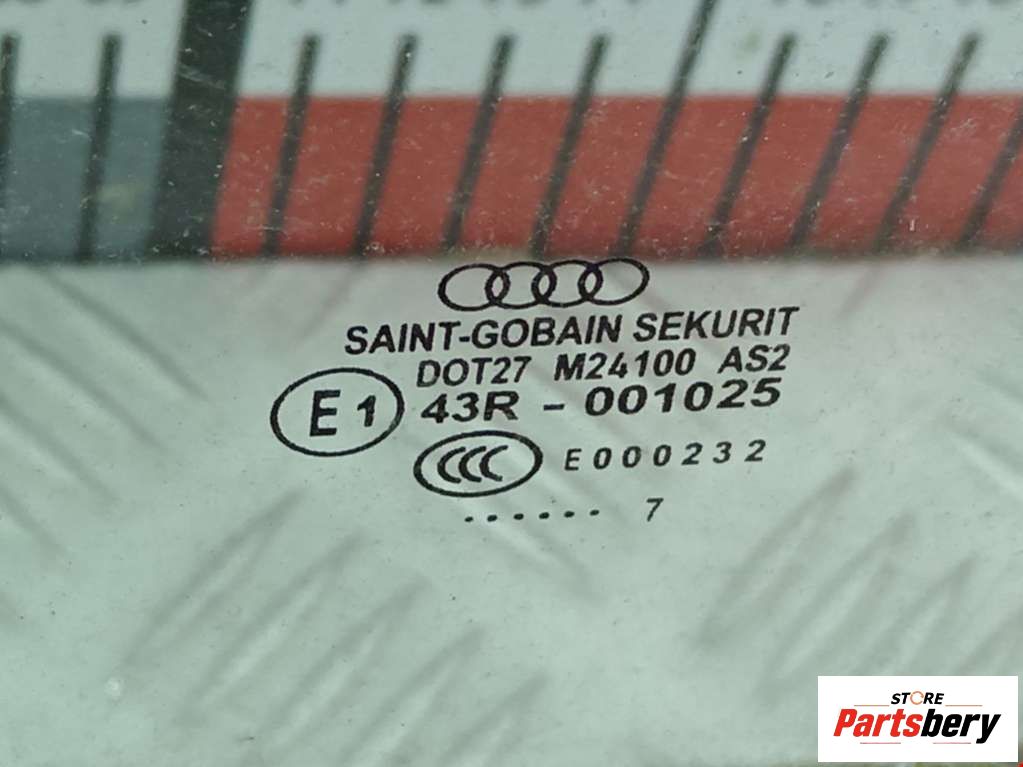 SAINT-GOBAIN SEKURIT
DOT27 M24100 AS2
E1 43R - 001025
CCC E000232
...... 7
STORE
Partsbery